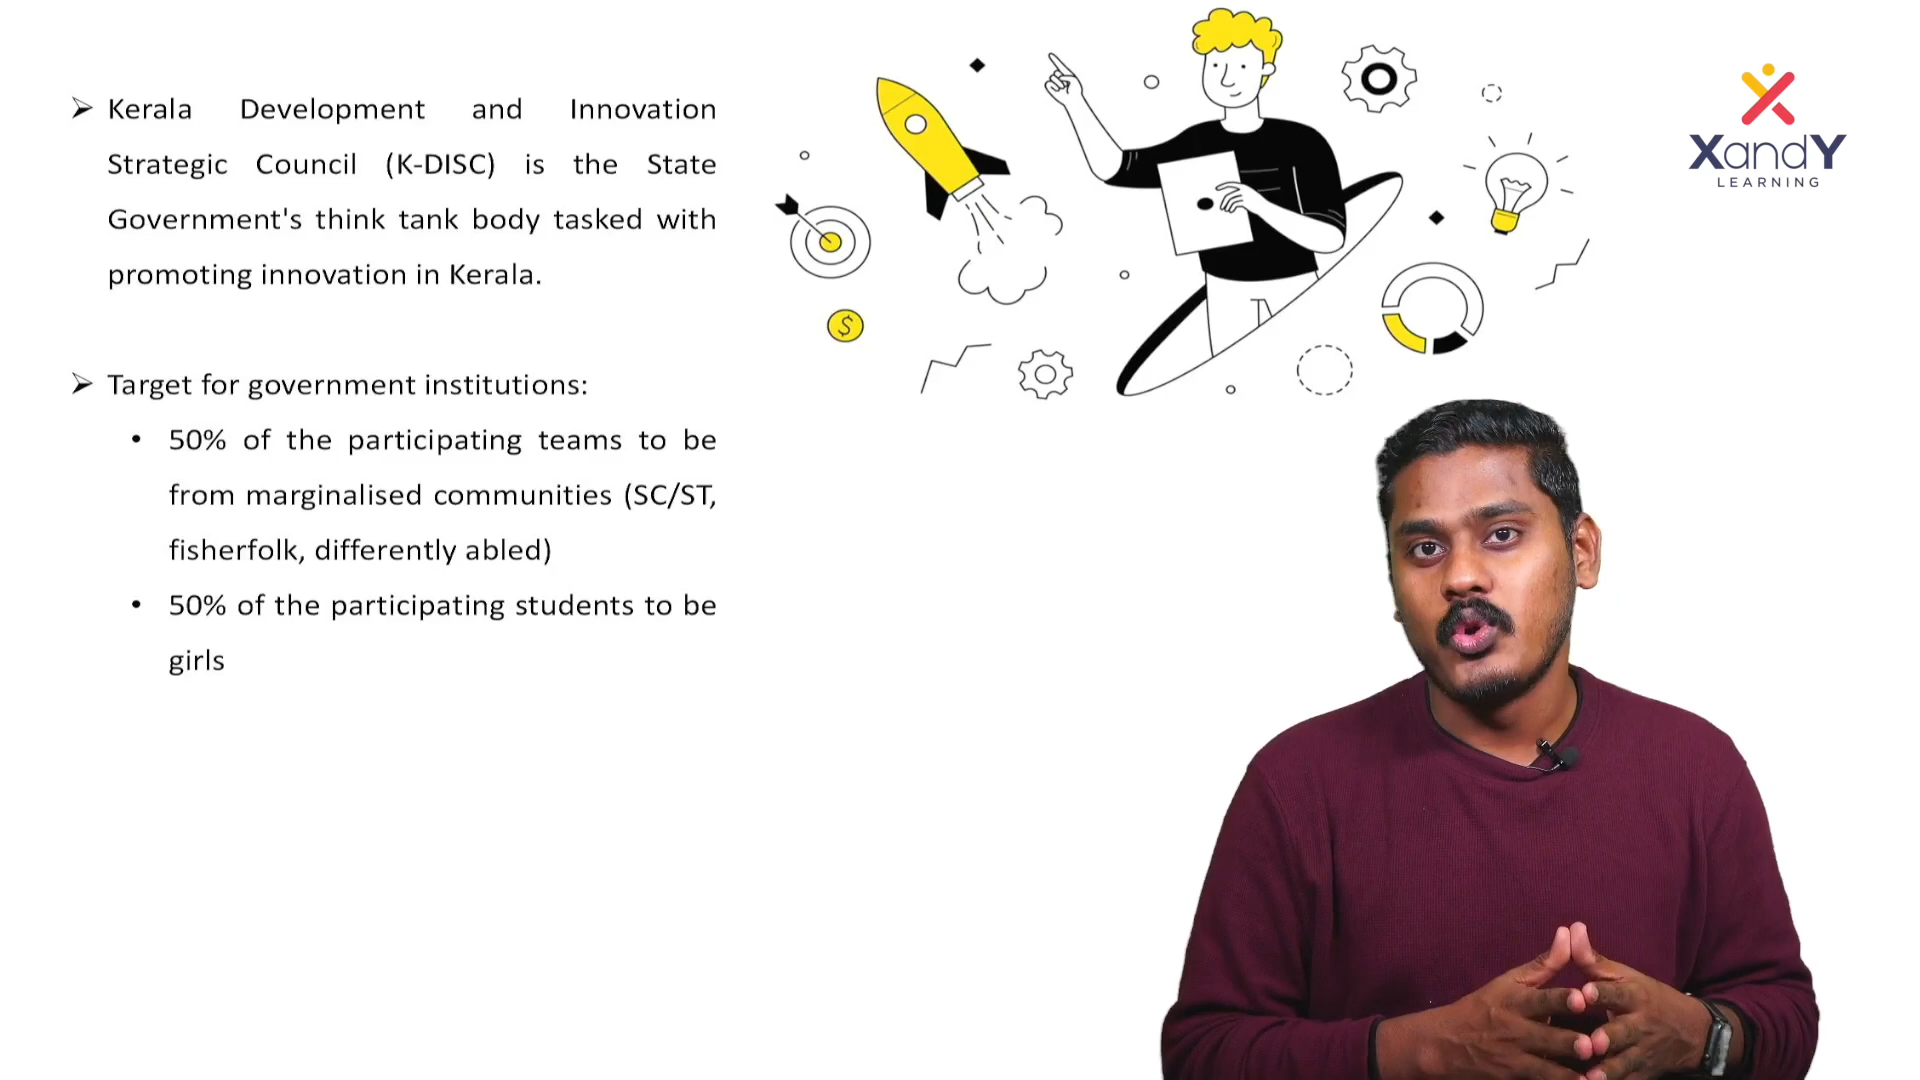 ➢ Kerala Development and Innovation
Strategic Council (K-DISC) is the State
Government's think tank body tasked with
promoting innovation in Kerala.
➢ Target for government institutions:
• 50% of the participating teams to be
from marginalised communities (SC/ST,
fisherfolk, differently abled)
• 50% of the participating students to be
girls
$
XandY
LEARNING